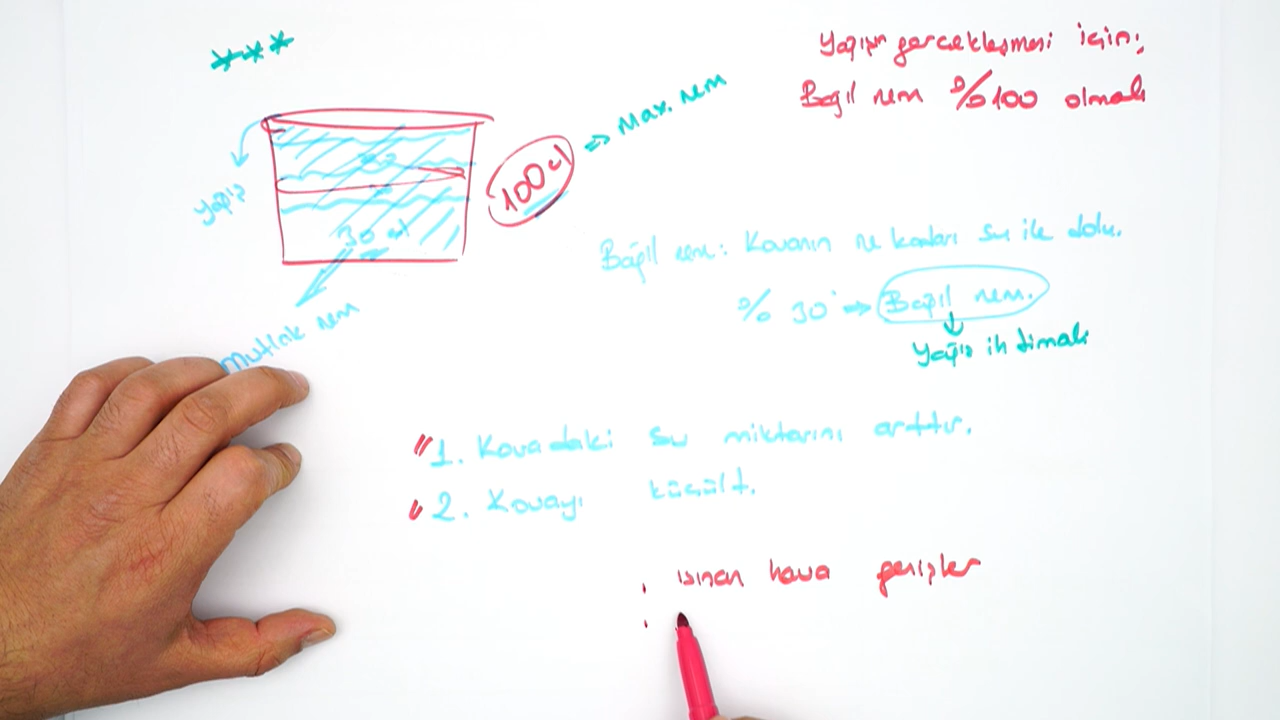 ***
Yağışın gerçekleşmesi için;
Bağıl nem %100 olmalı
100 cl
⇒ Max. nem
yağış
30 cl
Mutlak nem
Bağıl nem: Kovanın ne kadarı su ile dolu.
% 30 → Bağıl nem.
Yağış ihtimali
1. Kovadaki su miktarını arttır.
2. Kovayı küçült.
ısınan hava genişler